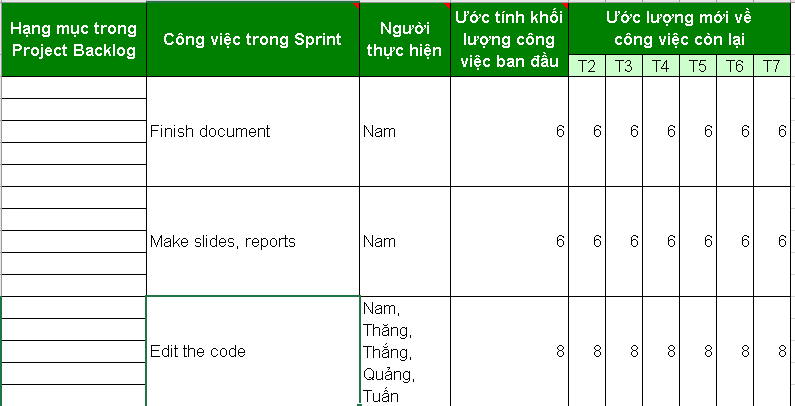 Hạng mục trong
Project Backlog
Công việc trong Sprint
Người
thực hiện
Ước tính khối
lượng công
việc ban đầu
Ước lượng mới về
công việc còn lại
T2 T3 T4 T5 T6 T7
Finish document Nam 6 6 6 6 6 6 6
Make slides, reports Nam 6 6 6 6 6 6 6
Edit the code
Nam,
Thăng,
Thắng,
Quảng,
Tuấn
8 8 8 8 8 8 8